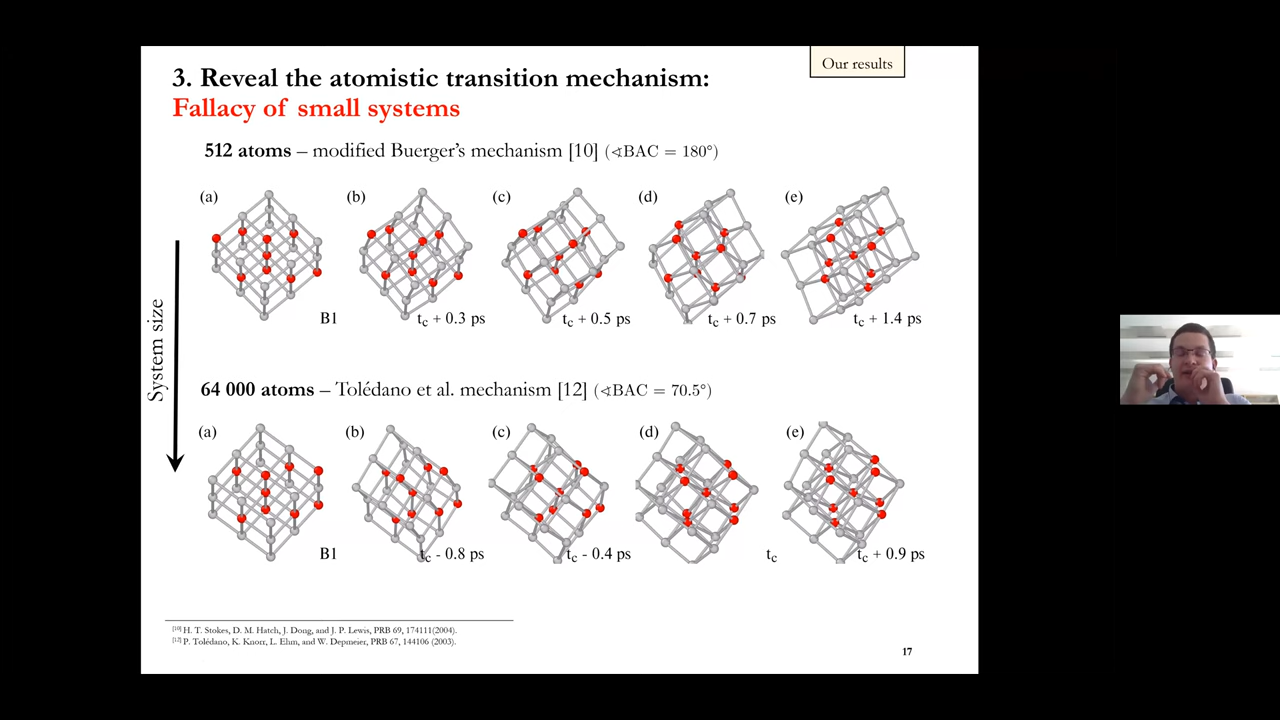 Our results
3. Reveal the atomistic transition mechanism:
Fallacy of small systems
512 atoms – modified Buerger's mechanism [10] (∢BAC = 180°)
(a) (b) (c) (d) (e)
B1 tc + 0.3 ps tc + 0.5 ps tc + 0.7 ps tc + 1.4 ps
System size
64 000 atoms – Tolédano et al. mechanism [12] (∢BAC = 70.5°)
(a) (b) (c) (d) (e)
B1 tc - 0.8 ps tc - 0.4 ps tc tc + 0.9 ps
[10] H. T. Stokes, D. M. Hatch, J. Dong, and J. P. Lewis, PRB 69, 174111(2004).
[12] P. Tolédano, K. Knorr, L. Ehm, and W. Depmeier, PRB 67, 144106 (2003).
17